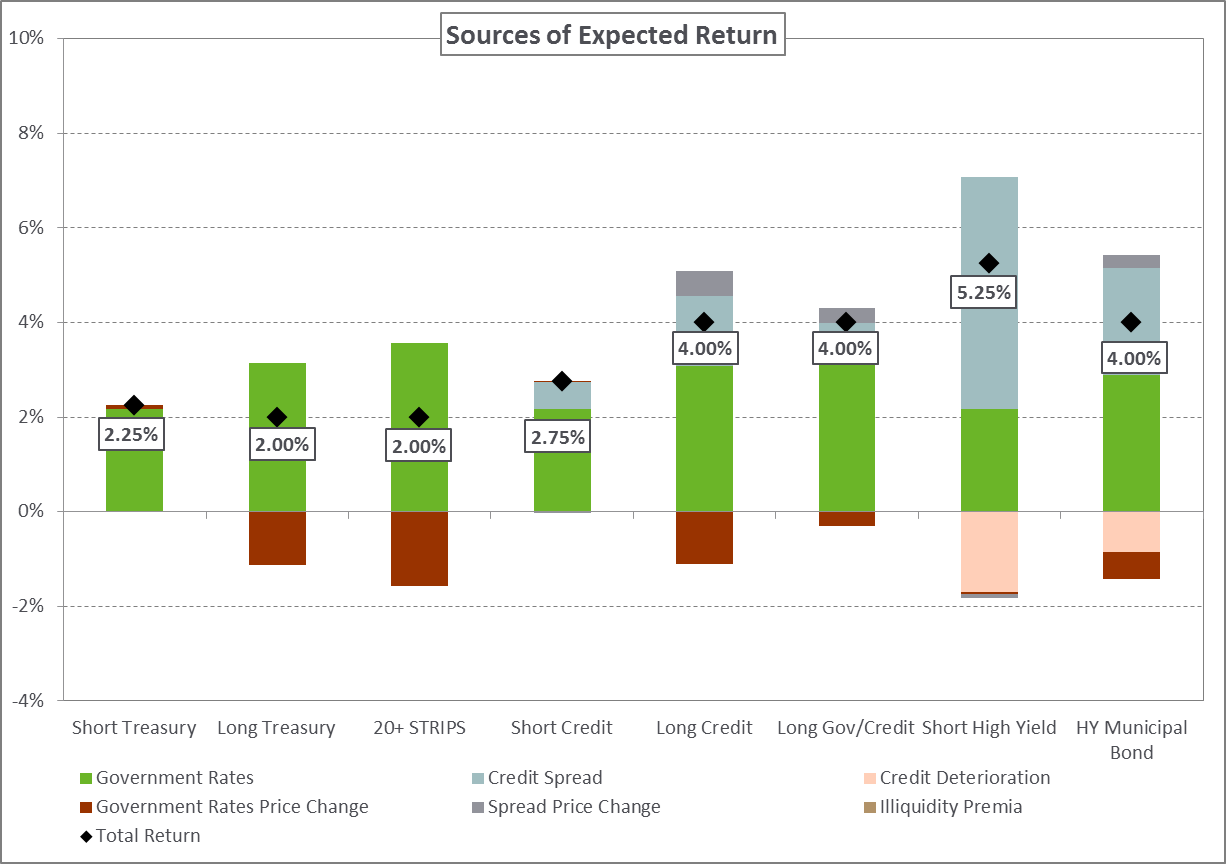 Sources of Expected Return
10%
8%
6%
4%
2%
0%
-2%
-4%
2.25%
2.00%
2.00%
2.75%
4.00%
4.00%
5.25%
4.00%
Short Treasury
Long Treasury
20+ STRIPS
Short Credit
Long Credit
Long Gov/Credit
Short High Yield
HY Municipal
Bond
Government Rates
Credit Spread
Credit Deterioration
Government Rates Price Change
Spread Price Change
Illiquidity Premia
Total Return